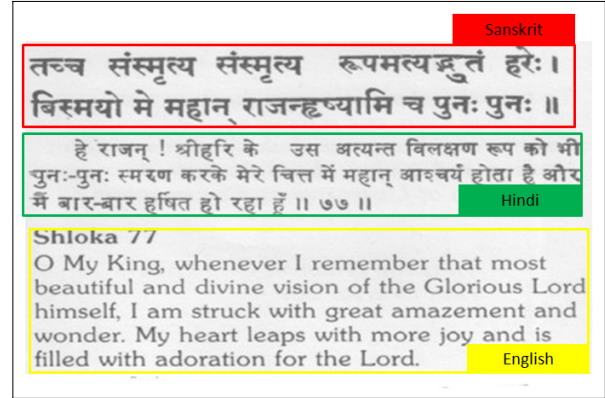 Sanskrit
तच्च संस्मृत्य संस्मृत्य रूपमत्यद्भुतं हरेः।
बिस्मयो मे महान् राजन्हृष्यामि च पुनः पुनः ॥
हे राजन् ! श्रीहरि के उस अत्यन्त विलक्षण रूप को भी
पुनः-पुनः स्मरण करके मेरे चित्त में महान् आश्चर्य होता है और
मैं बार-बार हर्षित हो रहा हूँ ॥ ७७ ॥
Hindi
Shloka 77
O My King, whenever I remember that most
beautiful and divine vision of the Glorious Lord
himself, I am struck with great amazement and
wonder. My heart leaps with more joy and is
filled with adoration for the Lord.
English